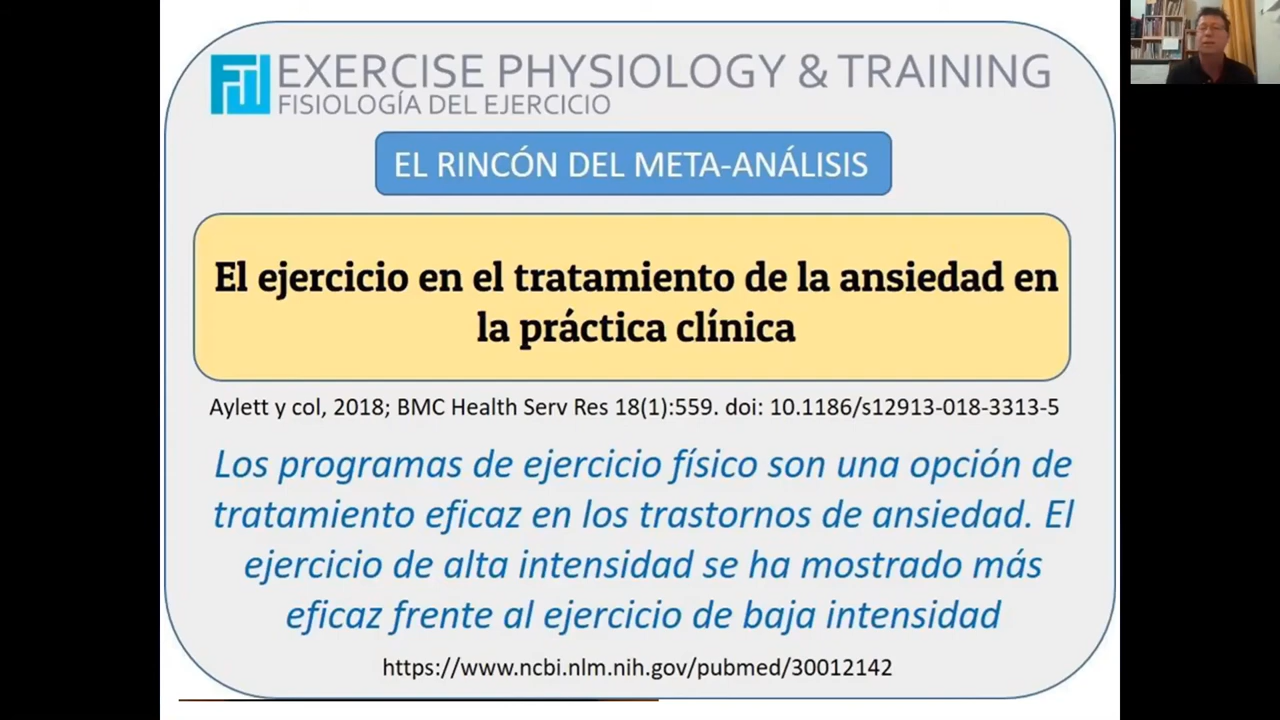 EXERCISE PHYSIOLOGY & TRAINING
FISIOLOGÍA DEL EJERCICIO
EL RINCÓN DEL META-ANÁLISIS
El ejercicio en el tratamiento de la ansiedad en
la práctica clínica
Aylett y col, 2018; BMC Health Serv Res 18(1):559. doi: 10.1186/s12913-018-3313-5
Los programas de ejercicio físico son una opción de
tratamiento eficaz en los trastornos de ansiedad. El
ejercicio de alta intensidad se ha mostrado más
eficaz frente al ejercicio de baja intensidad
https://www.ncbi.nlm.nih.gov/pubmed/30012142